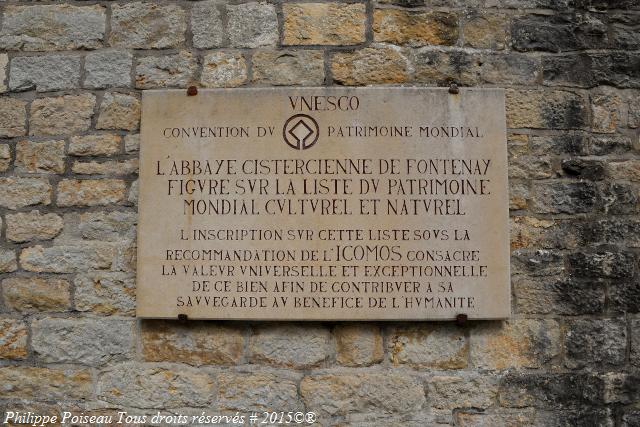 VNESCO
CONVENTION DV PATRIMOINE MONDIAL
L'ABBAYE CISTERCIENNE DE FONTENAY
FIGVRE SVR LA LISTE DV PATRIMOINE
MONDIAL CVLTVREL ET NATVREL
L'INSCRIPTION SVR CETTE LISTE SOVS LA
RECOMMANDATION DE L'ICOMOS CONSACRE
LA VALEVR VNIVERSELLE ET EXCEPTIONNELLE
DE CE BIEN AFIN DE CONTRIBVER A SA
SAVVEGARDE AV BENEFICE DE L'HVMANITE
Philippe Poiseau Tous droits réservés # 2015©®